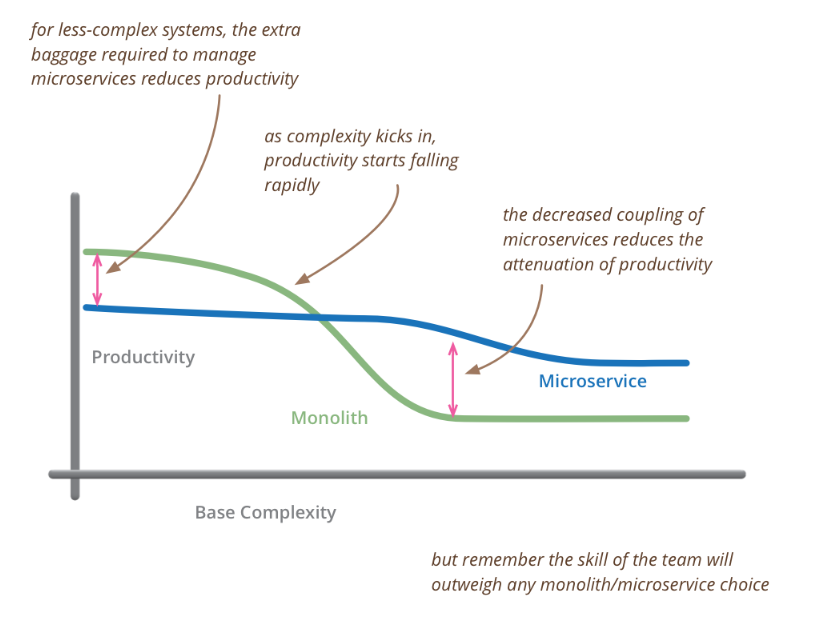 for less-complex systems, the extra
baggage required to manage
microservices reduces productivity
as complexity kicks in,
productivity starts falling
rapidly
the decreased coupling of
microservices reduces the
attenuation of productivity
Productivity
Microservice
Monolith
Base Complexity
but remember the skill of the team will
outweigh any monolith/microservice choice